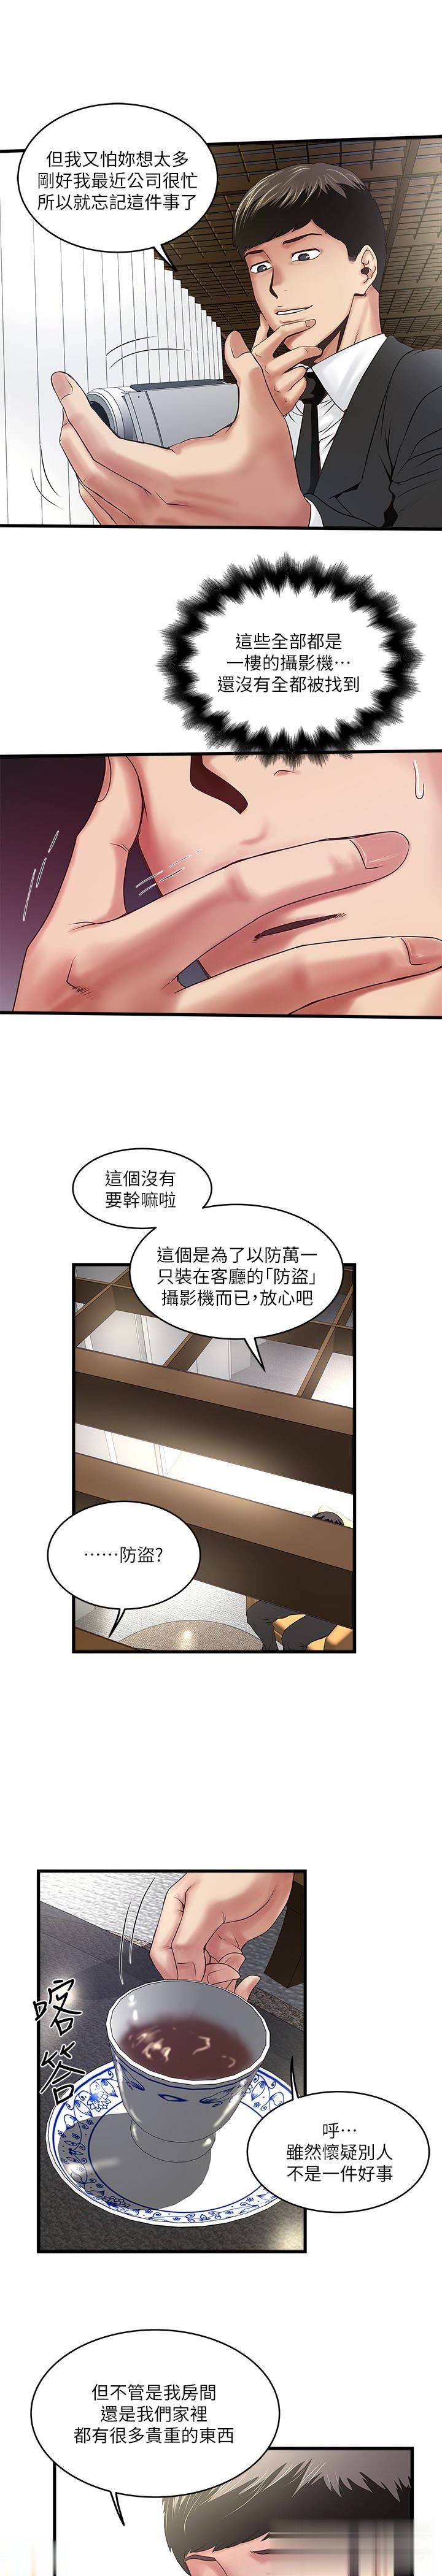 但我又怕妳想太多
剛好我最近公司很忙
所以就忘記這件事了
這些全部都是
一樓的攝影機…
還沒有全都被找到
這個沒有
要幹嘛啦
這個是為了以防萬一
只裝在客廳的「防盜」
攝影機而已，放心吧
……防盜?
喀答
呼…
雖然懷疑別人
不是一件好事
但不管是我房間
還是我們家裡
都有很多貴重的東西